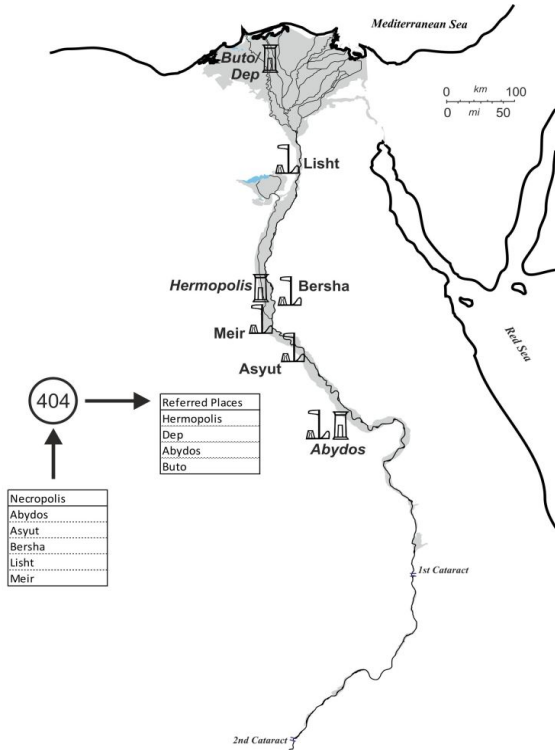 Mediterranean Sea
Buto/
Dep
0 km 100
0 mi 50
Lisht
Hermopolis
Bersha
Meir
Asyut
Red Sea
404
Referred Places
Hermopolis
Dep
Abydos
Buto
Abydos
Necropolis
Abydos
Asyut
Bersha
Lisht
Meir
1st Cataract
2nd Cataract